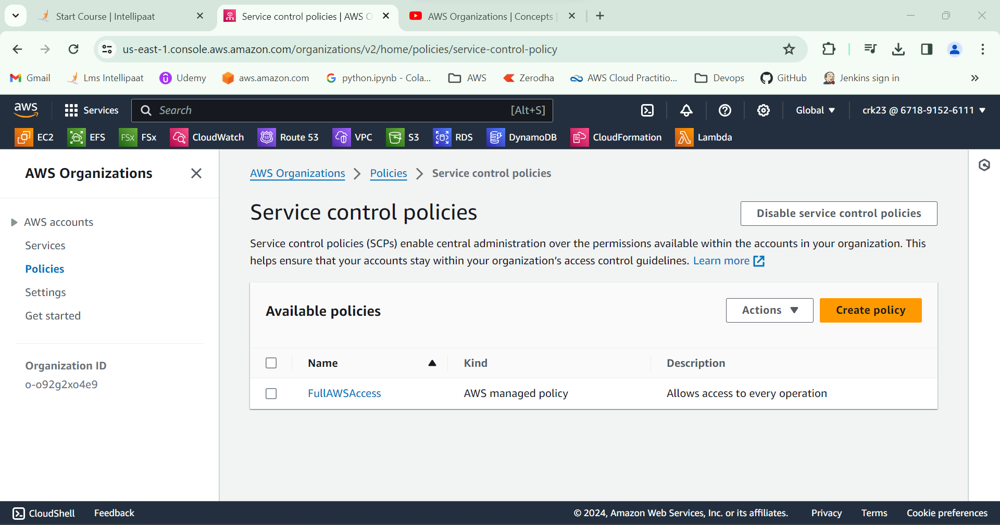 Start Course | Intellipaat
Service control policies | AWS O
AWS Organizations | Concepts |
us-east-1.console.aws.amazon.com/organizations/v2/home/policies/service-control-policy
Gmail
Lms Intellipaat
Udemy
aws.amazon.com
python.ipynb - Cola...
AWS
Zerodha
AWS Cloud Practitio...
Devops
GitHub
Jenkins sign in
aws
Services
Search
[Alt+S]
Global
crk23 @ 6718-9152-6111
EC2
EFS
FSx
FSx
CloudWatch
53
Route 53
VPC
S3
RDS
DynamoDB
CloudFormation
Lambda
AWS Organizations
AWS accounts
Services
Policies
Settings
Get started
Organization ID
o-o92g2xo4e9
AWS Organizations
Policies
Service control policies
Service control policies
Disable service control policies
Service control policies (SCPs) enable central administration over the permissions available within the accounts in your organization. This
helps ensure that your accounts stay within your organization's access control guidelines. Learn more
Available policies
Actions
Create policy
Name
Kind
Description
FullAWSAccess
AWS managed policy
Allows access to every operation
CloudShell
Feedback
© 2024, Amazon Web Services, Inc. or its affiliates.
Privacy
Terms
Cookie preferences